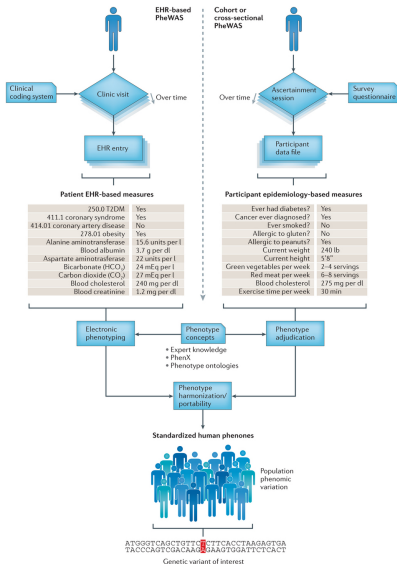 EHR-based
PheWAS
Cohort or
cross-sectional
PheWAS
Clinical
coding system
Clinic visit
Over time
Over time
Ascertainment
session
Survey
questionnaire
EHR entry
Participant
data file
Patient EHR-based measures
250.0 T2DM Yes
411.1 coronary syndrome Yes
414.01 coronary artery disease No
278.01 obesity Yes
Alanine aminotransferase 15.6 units per l
Blood albumin 3.7 g per dl
Aspartate aminotransferase 22 units per l
Bicarbonate (HCO₃) 24 mEq per l
Carbon dioxide (CO₂) 27 mEq per l
Blood cholesterol 240 mg per dl
Blood creatinine 1.2 mg per dl
Participant epidemiology-based measures
Ever had diabetes? Yes
Cancer ever diagnosed? Yes
Ever smoked? No
Allergic to gluten? No
Allergic to peanuts? Yes
Current weight 240 lb
Current height 5'8"
Green vegetables per week 2–4 servings
Red meat per week 6–8 servings
Blood cholesterol 275 mg per dl
Exercise time per week 30 min
Electronic
phenotyping
Phenotype
concepts
Phenotype
adjudication
• Expert knowledge
• PhenX
• Phenotype ontologies
Phenotype
harmonization/
portability
Standardized human phenones
Population
phenomic
variation
ATGGGTCAGCTGTTCTCTTCACCTAAGAGTGA
TACCCAGTCGACAAGAGAAGTGGATTCTCACT
Genetic variant of interest